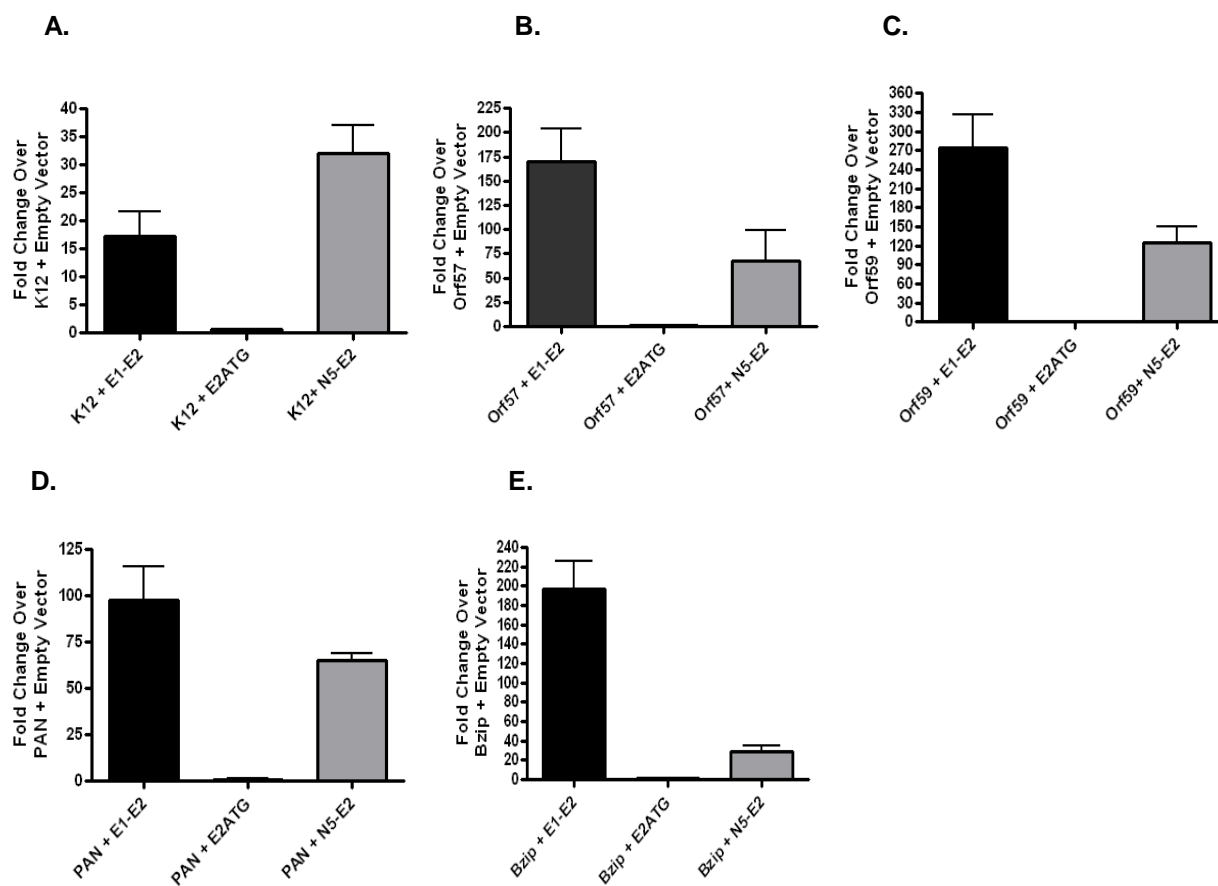 A.
Fold Change Over
K12 + Empty Vector
40
35
30
25
20
15
10
5
0
K12 + E1-E2
K12 + E2ATG
K12+ N5-E2
B.
Fold Change Over
Orf57 + Empty Vector
225
200
175
150
125
100
75
50
25
0
Orf57 + E1-E2
Orf57 + E2ATG
Orf57+ N5-E2
C.
Fold Change Over
Orf59 + Empty Vector
360
330
300
270
240
210
180
150
120
90
60
30
0
Orf59 + E1-E2
Orf59 + E2ATG
Orf59+ N5-E2
D.
Fold Change Over
PAN + Empty Vector
125
100
75
50
25
0
PAN + E1-E2
PAN + E2ATG
PAN + N5-E2
E.
Fold Change Over
Bzip + Empty Vector
240
220
200
180
160
140
120
100
80
60
40
20
0
Bzip + E1-E2
Bzip + E2ATG
Bzip + N5-E2